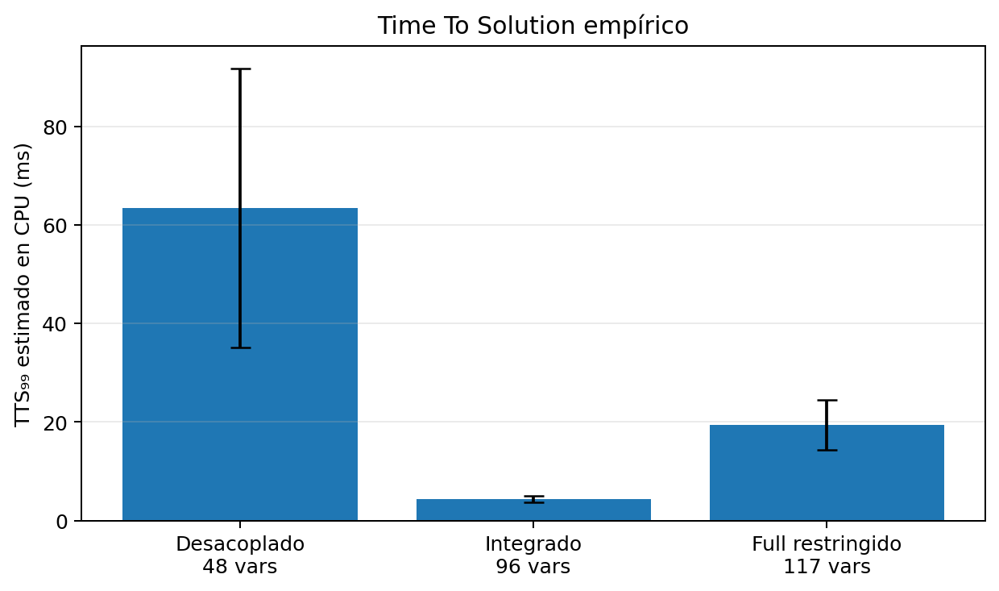 Time To Solution empírico
TTS₉₉ estimado en CPU (ms)
80
60
40
20
0
Desacoplado
48 vars
Integrado
96 vars
Full restringido
117 vars